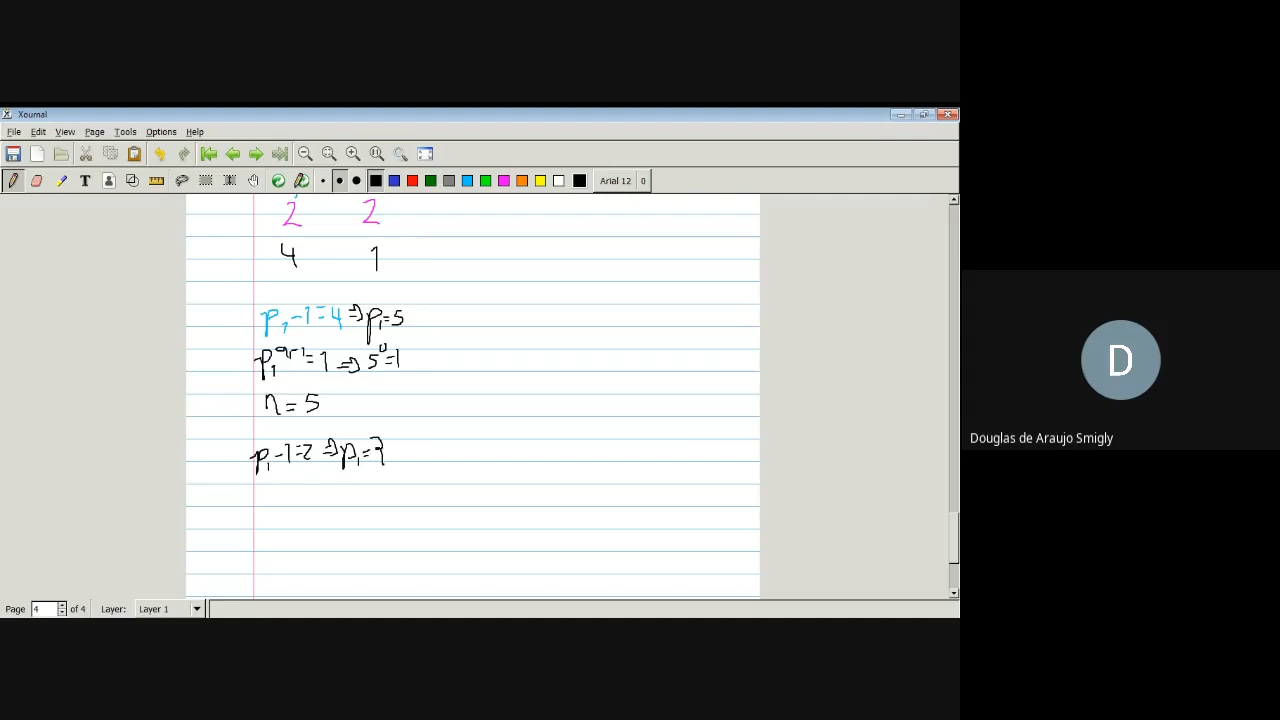 Xournal
File Edit View Page Tools Options Help
Arial 12 0
2 2
4 1
p₁-1=4 ⇒ p₁=5
p₁^(α₁-1)=1 ⇒ 5⁰=1
n=5
p₁-1=2 ⇒ p₁=3
D
Douglas de Araujo Smigly
Page 4 of 4 Layer: Layer 1